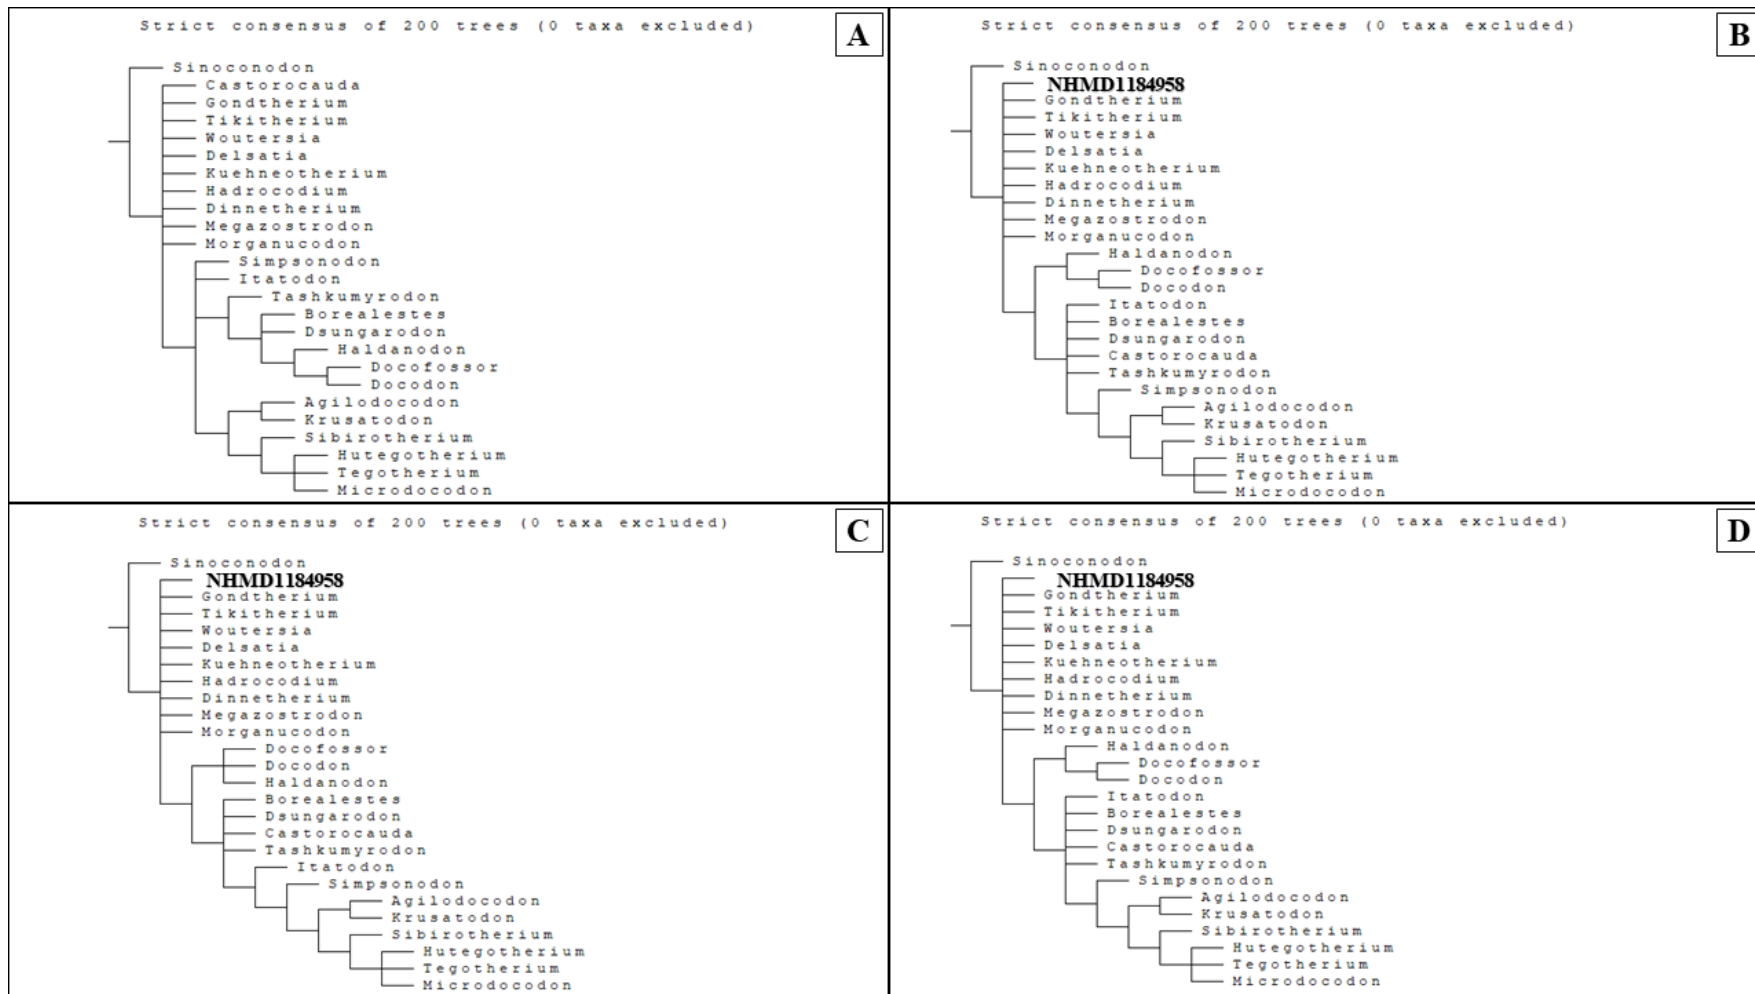 Strict consensus of 200 trees (0 taxa excluded)
A
Sinoconodon
Castorocauda
Gondtherium
Tikitherium
Woutersia
Delsatia
Kuehneotherium
Hadrocodium
Dinnetherium
Megazostrodon
Morganucodon
Simpsonodon
Itatodon
Tashkumyrodon
Borealestes
Dsungarodon
Haldanodon
Docofossor
Docodon
Agilodocodon
Krusatodon
Sibirotherium
Hutegotherium
Tegotherium
Microdocodon
Strict consensus of 200 trees (0 taxa excluded)
B
Sinoconodon
NHMD1184958
Gondtherium
Tikitherium
Woutersia
Delsatia
Kuehneotherium
Hadrocodium
Dinnetherium
Megazostrodon
Morganucodon
Haldanodon
Docofossor
Docodon
Itatodon
Borealestes
Dsungarodon
Castorocauda
Tashkumyrodon
Simpsonodon
Agilodocodon
Krusatodon
Sibirotherium
Hutegotherium
Tegotherium
Microdocodon
Strict consensus of 200 trees (0 taxa excluded)
C
Sinoconodon
NHMD1184958
Gondtherium
Tikitherium
Woutersia
Delsatia
Kuehneotherium
Hadrocodium
Dinnetherium
Megazostrodon
Morganucodon
Docofossor
Docodon
Haldanodon
Borealestes
Dsungarodon
Castorocauda
Tashkumyrodon
Itatodon
Simpsonodon
Agilodocodon
Krusatodon
Sibirotherium
Hutegotherium
Tegotherium
Microdocodon
Strict consensus of 200 trees (0 taxa excluded)
D
Sinoconodon
NHMD1184958
Gondtherium
Tikitherium
Woutersia
Delsatia
Kuehneotherium
Hadrocodium
Dinnetherium
Megazostrodon
Morganucodon
Haldanodon
Docofossor
Docodon
Itatodon
Borealestes
Dsungarodon
Castorocauda
Tashkumyrodon
Simpsonodon
Agilodocodon
Krusatodon
Sibirotherium
Hutegotherium
Tegotherium
Microdocodon